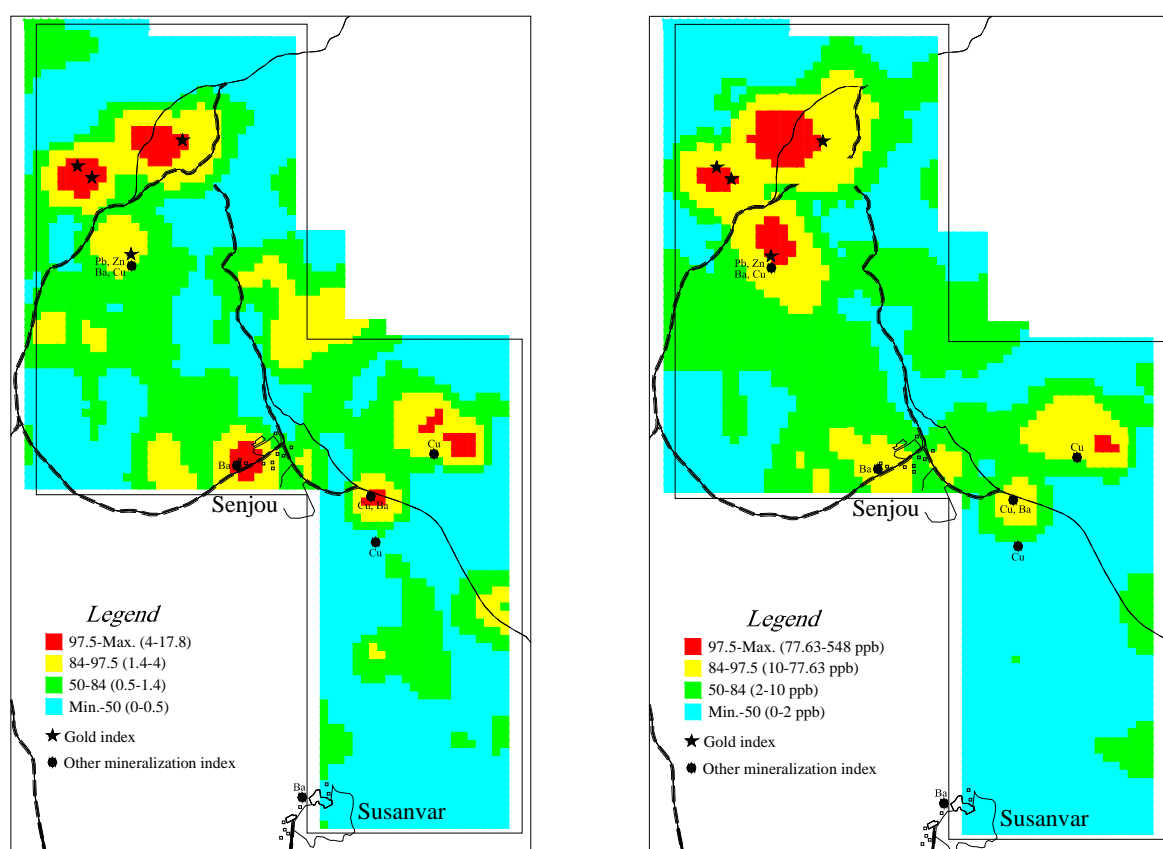 Pb, Zn
Ba, Cu
Cu
Ba
Senjou
Cu, Ba
Cu
Legend
97.5-Max. (4-17.8)
84-97.5 (1.4-4)
50-84 (0.5-1.4)
Min.-50 (0-0.5)
Gold index
Other mineralization index
Ba
Susanvar
Pb, Zn
Ba, Cu
Cu
Ba
Senjou
Cu, Ba
Cu
Legend
97.5-Max. (77.63-548 ppb)
84-97.5 (10-77.63 ppb)
50-84 (2-10 ppb)
Min.-50 (0-2 ppb)
Gold index
Other mineralization index
Ba
Susanvar